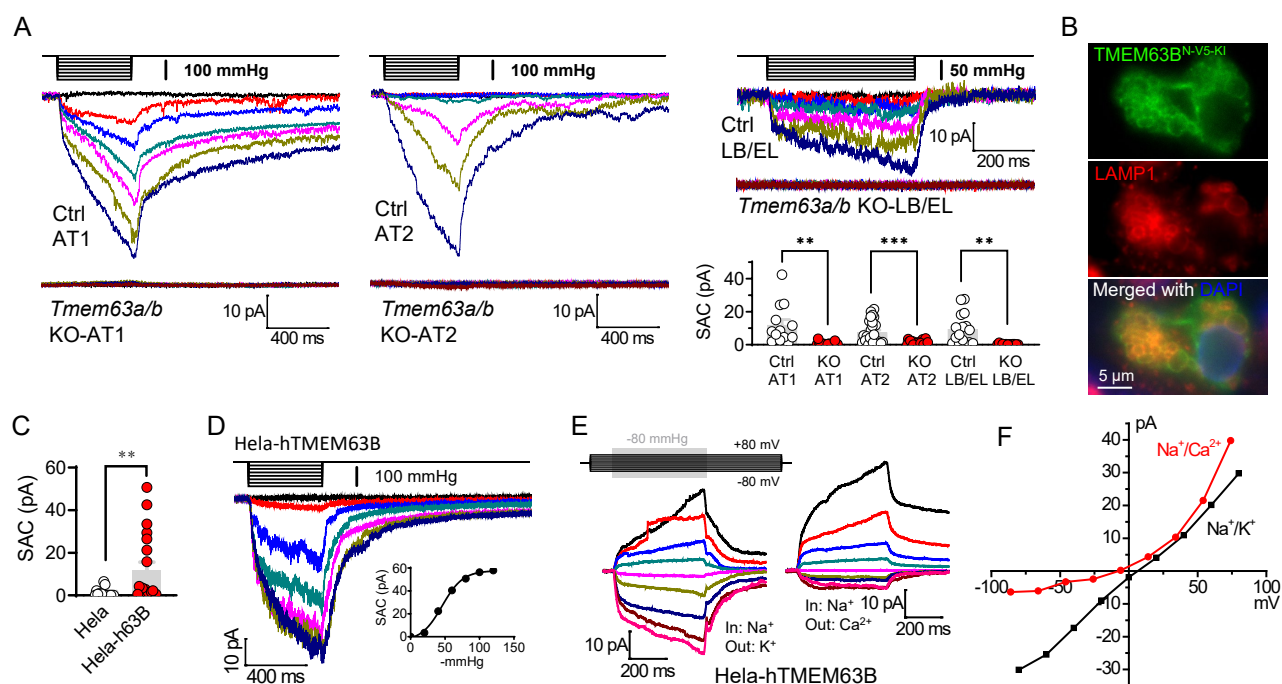 A
100 mmHg
Ctrl
AT1
Tmem63a/b
KO-AT1
10 pA
400 ms
100 mmHg
Ctrl
AT2
Tmem63a/b
KO-AT2
10 pA
400 ms
50 mmHg
Ctrl
LB/EL
10 pA
200 ms
Tmem63a/b KO-LB/EL
** *** **
SAC (pA)
40
20
0
Ctrl KO Ctrl KO Ctrl KO
AT1 AT1 AT2 AT2 LB/EL LB/EL
B
TMEM63B^N-V5-KI
LAMP1
Merged with DAPI
5 µm
C
**
SAC (pA)
60
40
20
0
Hela
Hela-h63B
D
Hela-hTMEM63B
100 mmHg
10 pA
400 ms
SAC (pA)
60
40
20
0
0 50 100 150
-mmHg
E
-80 mmHg
+80 mV
-80 mV
In: Na⁺
Out: K⁺
10 pA
200 ms
In: Na⁺
Out: Ca²⁺
10 pA
200 ms
Hela-hTMEM63B
F
pA
40
30
20
10
-10
-20
-30
-100 -50 50 100
mV
Na⁺/Ca²⁺
Na⁺/K⁺